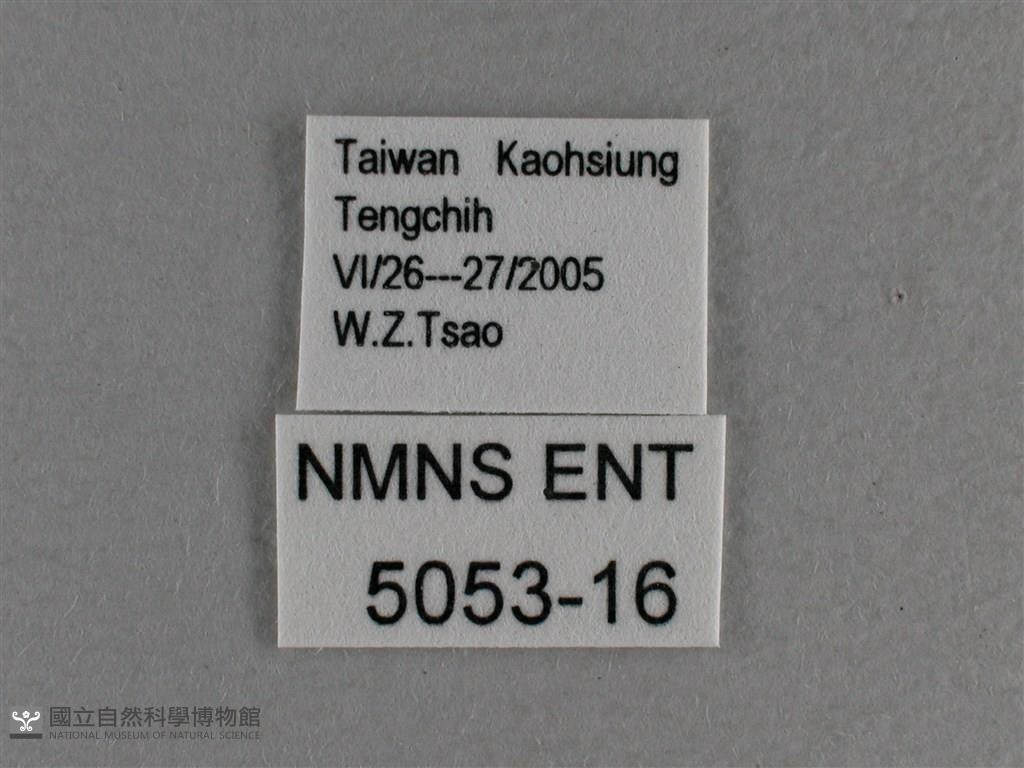 Taiwan Kaohsiung
Tengchih
VI/26---27/2005
W.Z.Tsao
NMNS ENT
5053-16
國立自然科學博物館
NATIONAL MUSEUM OF NATURAL SCIENCE